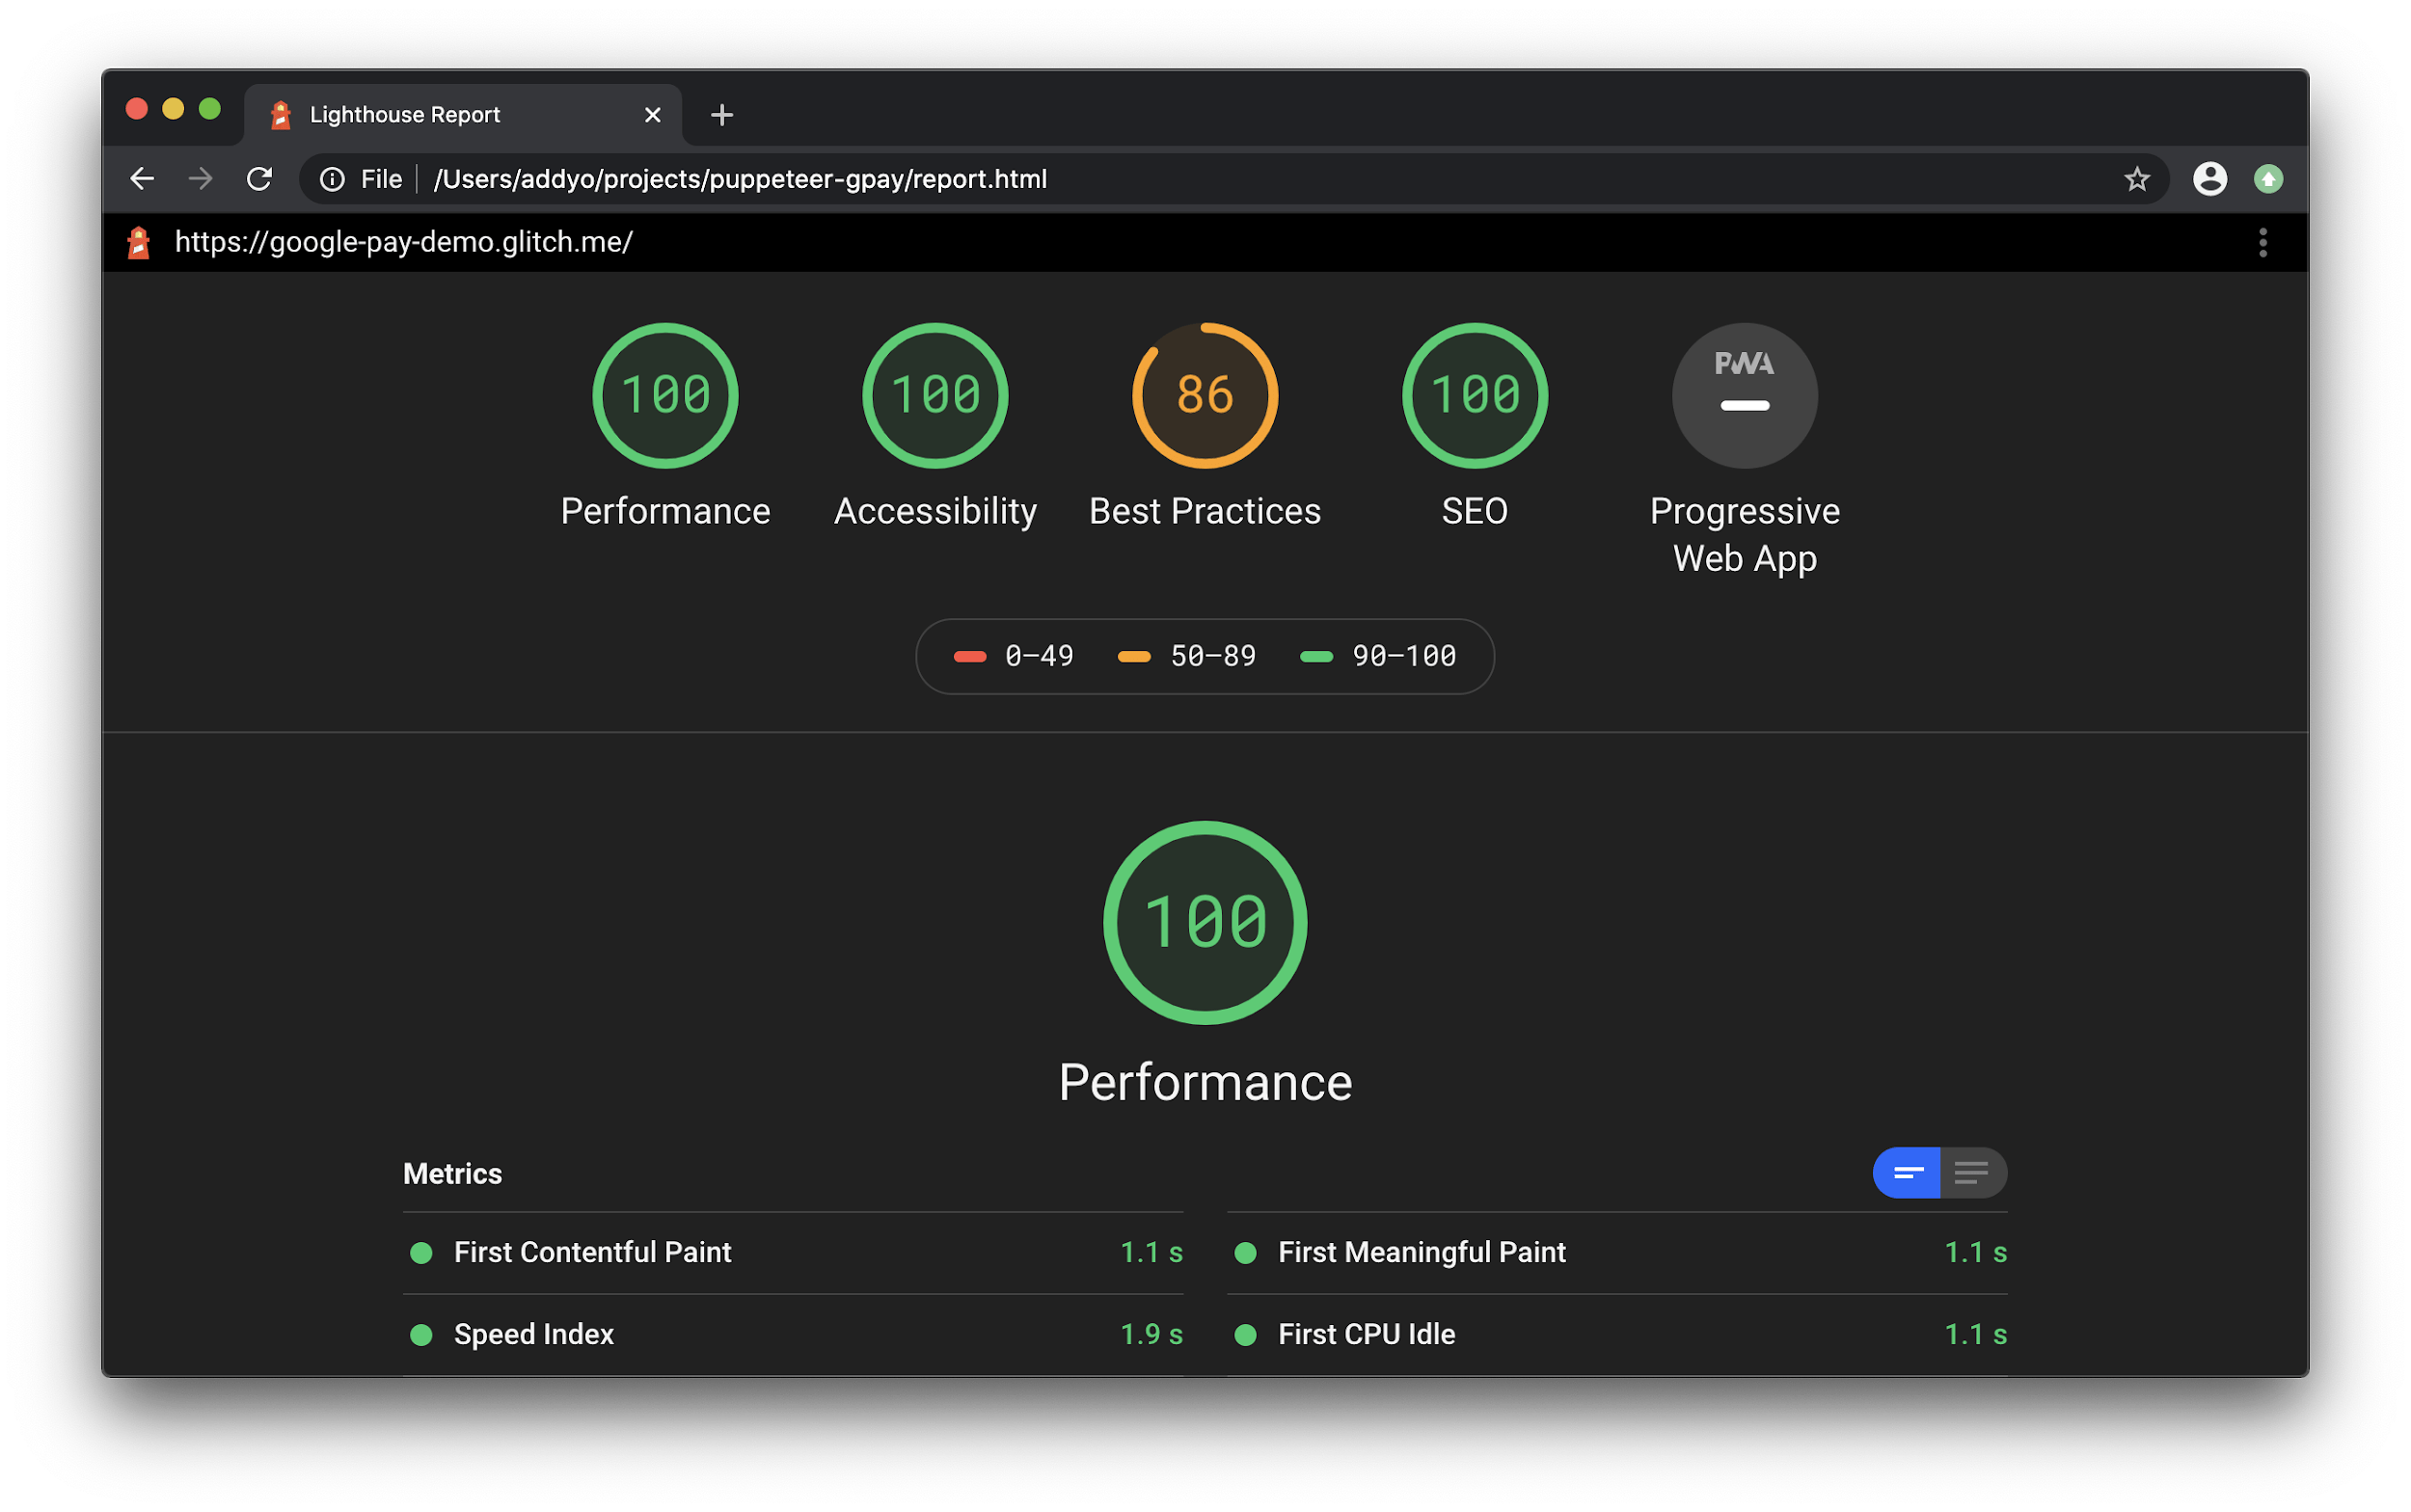 Lighthouse Report
File /Users/addyo/projects/puppeteer-gpay/report.html
https://google-pay-demo.glitch.me/
100 100 86 100 PWA
Performance Accessibility Best Practices SEO Progressive
Web App
0–49 50–89 90–100
100
Performance
Metrics
First Contentful Paint 1.1 s First Meaningful Paint 1.1 s
Speed Index 1.9 s First CPU Idle 1.1 s